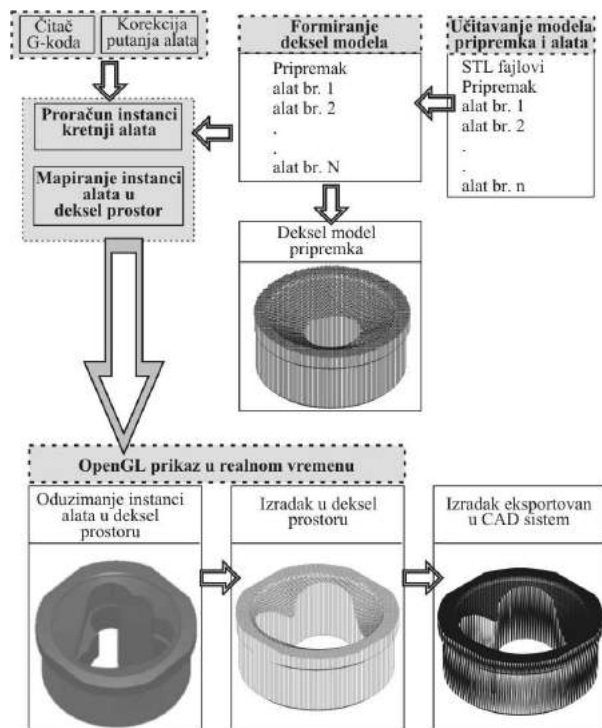 Čitač
G-koda
Korekcija
putanja alata
Formiranje
deksel modela
Učitavanje modela
pripremka i alata
Pripremak
alat br. 1
alat br. 2
.
.
alat br. N
STL fajlovi
Pripremak
alat br. 1
alat br. 2
.
.
alat br. n
Proračun instanci
kretnji alata
Mapiranje instanci
alata u
deksel prostor
Deksel model
pripremka
OpenGL prikaz u realnom vremenu
Oduzimanje instanci
alata u deksel
prostoru
Izradak u deksel
prostoru
Izradak eksportovan
u CAD sistem